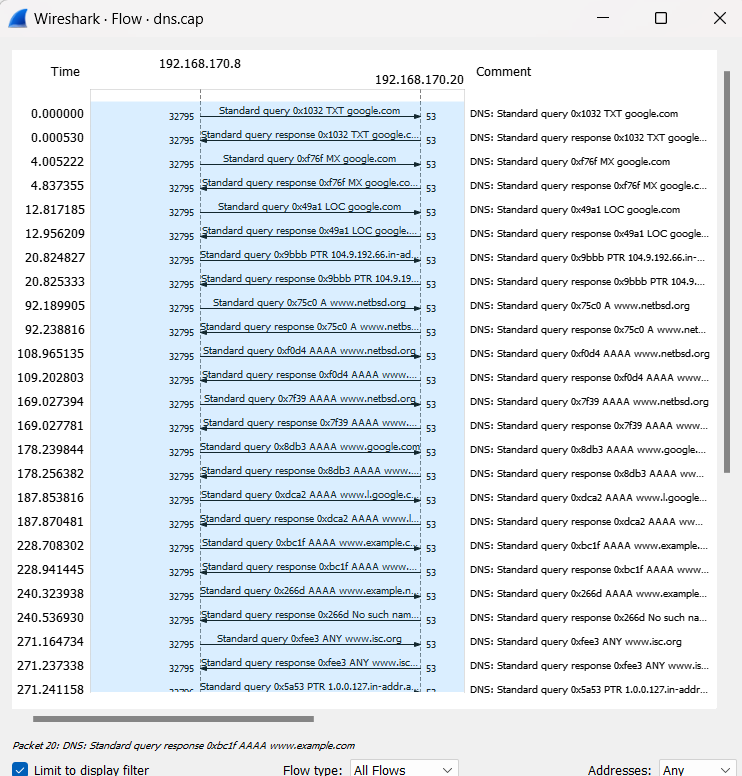 Wireshark · Flow · dns.cap
Time 192.168.170.8 192.168.170.20 Comment
0.000000 32795 Standard query 0x1032 TXT google.com 53 DNS: Standard query 0x1032 TXT google.com
0.000530 32795 Standard query response 0x1032 TXT google.c... 53 DNS: Standard query response 0x1032 TXT google...
4.005222 32795 Standard query 0xf76f MX google.com 53 DNS: Standard query 0xf76f MX google.com
4.837355 32795 Standard query response 0xf76f MX google.co... 53 DNS: Standard query response 0xf76f MX google.c...
12.817185 32795 Standard query 0x49a1 LOC google.com 53 DNS: Standard query 0x49a1 LOC google.com
12.956209 32795 Standard query response 0x49a1 LOC google.... 53 DNS: Standard query response 0x49a1 LOC google...
20.824827 32795 Standard query 0x9bbb PTR 104.9.192.66.in-ad... 53 DNS: Standard query 0x9bbb PTR 104.9.192.66.in-...
20.825333 32795 Standard query response 0x9bbb PTR 104.9.19... 53 DNS: Standard query response 0x9bbb PTR 104.9....
92.189905 32795 Standard query 0x75c0 A www.netbsd.org 53 DNS: Standard query 0x75c0 A www.netbsd.org
92.238816 32795 Standard query response 0x75c0 A www.netbs... 53 DNS: Standard query response 0x75c0 A www.net...
108.965135 32795 Standard query 0xf0d4 AAAA www.netbsd.org 53 DNS: Standard query 0xf0d4 AAAA www.netbsd.org
109.202803 32795 Standard query response 0xf0d4 AAAA www.... 53 DNS: Standard query response 0xf0d4 AAAA www...
169.027394 32795 Standard query 0x7f39 AAAA www.netbsd.org 53 DNS: Standard query 0x7f39 AAAA www.netbsd.org
169.027781 32795 Standard query response 0x7f39 AAAA www.... 53 DNS: Standard query response 0x7f39 AAAA www...
178.239844 32795 Standard query 0x8db3 AAAA www.google.com 53 DNS: Standard query 0x8db3 AAAA www.google....
178.256382 32795 Standard query response 0x8db3 AAAA www.... 53 DNS: Standard query response 0x8db3 AAAA ww...
187.853816 32795 Standard query 0xdca2 AAAA www.l.google.c... 53 DNS: Standard query 0xdca2 AAAA www.l.google...
187.870481 32795 Standard query response 0xdca2 AAAA www.l... 53 DNS: Standard query response 0xdca2 AAAA ww...
228.708302 32795 Standard query 0xbc1f AAAA www.example.c... 53 DNS: Standard query 0xbc1f AAAA www.example....
228.941445 32795 Standard query response 0xbc1f AAAA www.... 53 DNS: Standard query response 0xbc1f AAAA www...
240.323938 32795 Standard query 0x266d AAAA www.example.n... 53 DNS: Standard query 0x266d AAAA www.example...
240.536930 32795 Standard query response 0x266d No such nam... 53 DNS: Standard query response 0x266d No such na...
271.164734 32795 Standard query 0xfee3 ANY www.isc.org 53 DNS: Standard query 0xfee3 ANY www.isc.org
271.237338 32795 Standard query response 0xfee3 ANY www.isc... 53 DNS: Standard query response 0xfee3 ANY www.is...
271.241158 Standard query 0x5a53 PTR 1.0.0.127.in-addr.a... DNS: Standard query 0x5a53 PTR 1.0.0.127.in-addr...
Packet 20: DNS: Standard query response 0xbc1f AAAA www.example.com
Limit to display filter Flow type: All Flows Addresses: Any